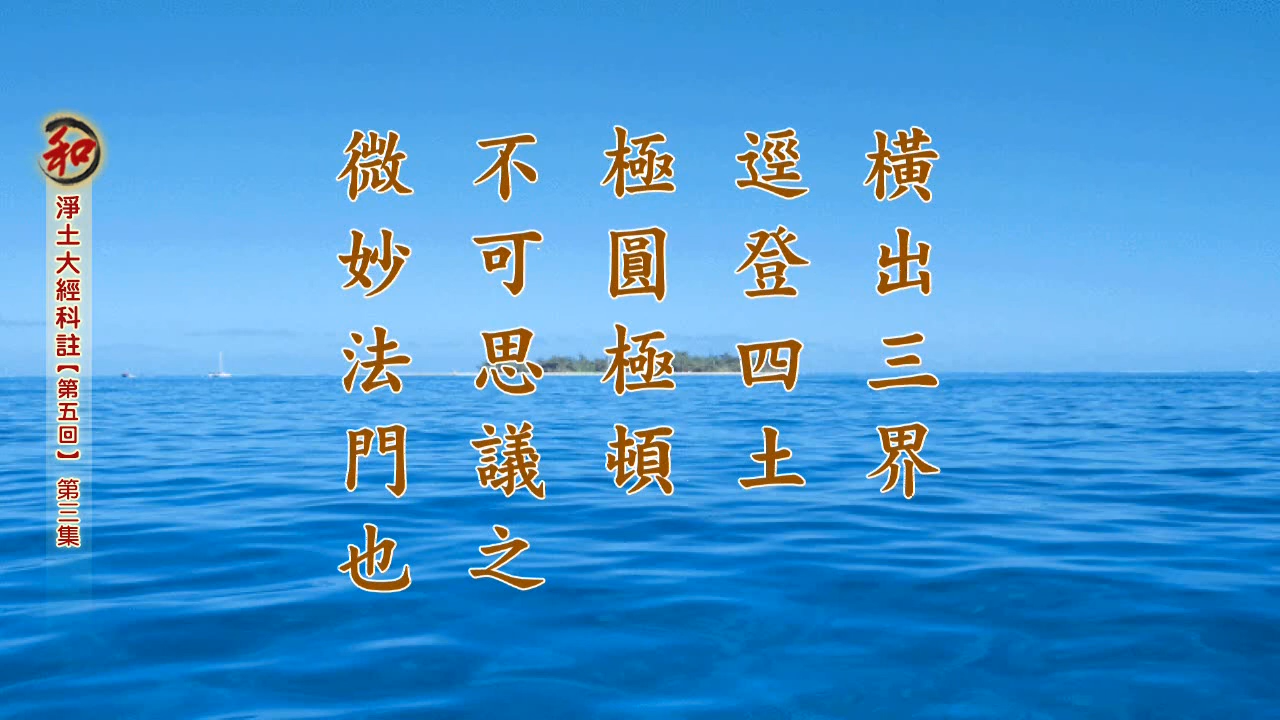 橫出三界
逕登四土
極圓極頓
不可思議之
微妙法門也
和
淨土大經科註【第五回】 第三集